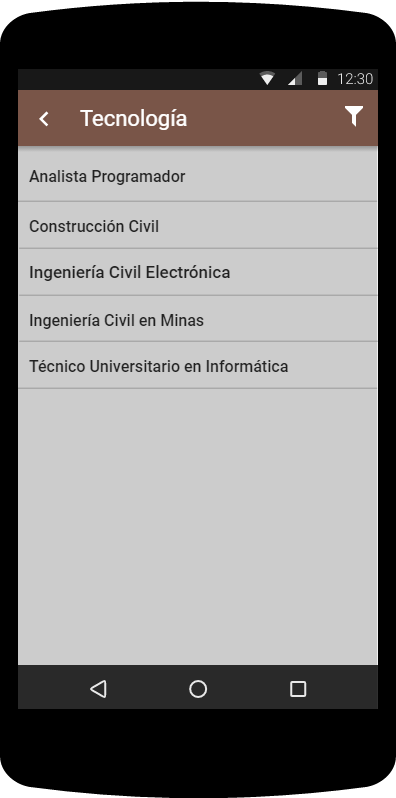 12:30
Tecnología
Analista Programador
Construcción Civil
Ingeniería Civil Electrónica
Ingeniería Civil en Minas
Técnico Universitario en Informática